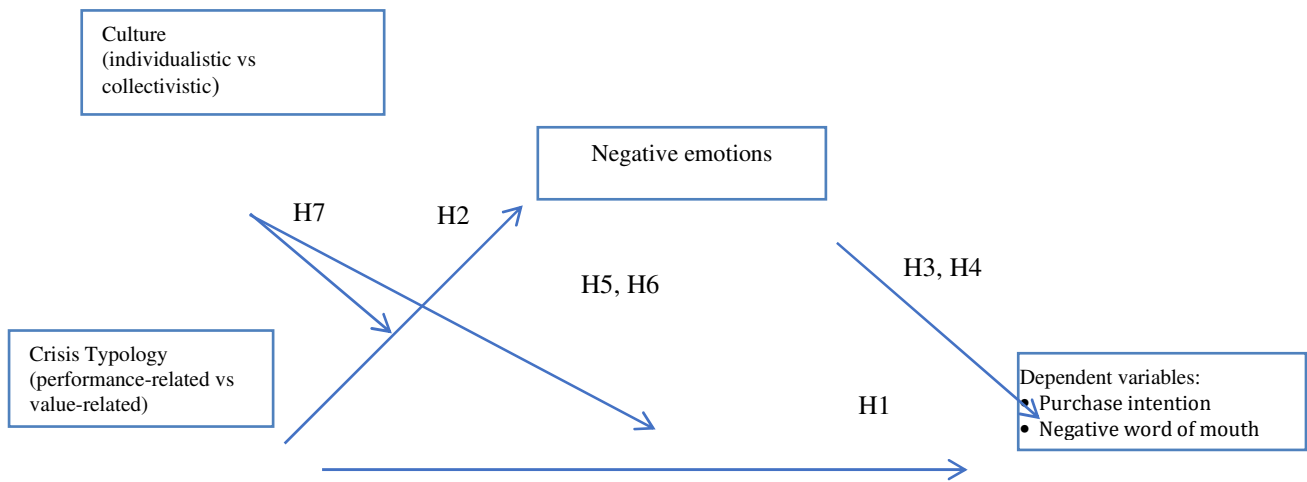 Culture
(individualistic vs
collectivistic)
Negative emotions
H7
H2
H3, H4
H5, H6
Crisis Typology
(performance-related vs
value-related)
Dependent variables:
• Purchase intention
• Negative word of mouth
H1